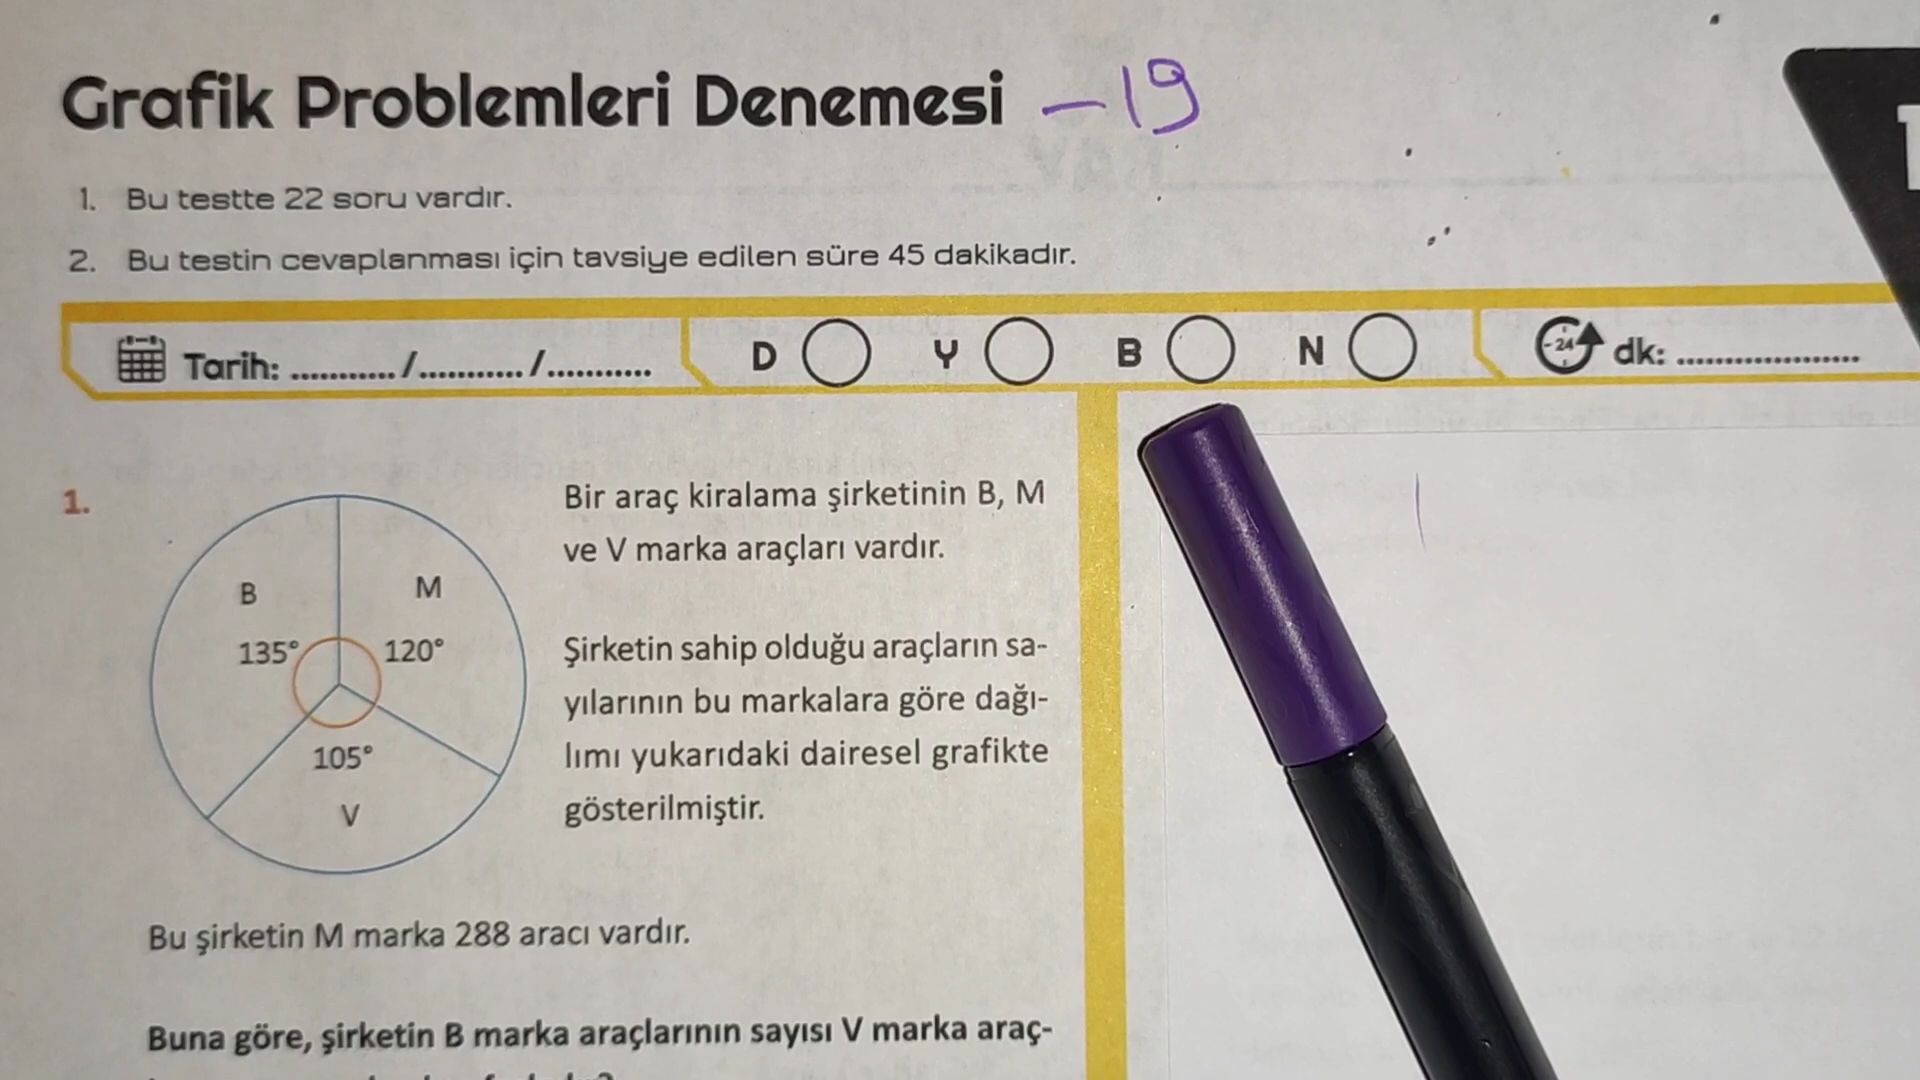 Grafik Problemleri Denemesi -19
1. Bu testte 22 soru vardır.
2. Bu testin cevaplanması için tavsiye edilen süre 45 dakikadır.
Tarih: .........../.........../........... D Y B N 24 dk: ...................
1.
Bir araç kiralama şirketinin B, M
ve V marka araçları vardır.
B M
135° 120°
105°
V
Şirketin sahip olduğu araçların sa-
yılarının bu markalara göre dağı-
lımı yukarıdaki dairesel grafikte
gösterilmiştir.
Bu şirketin M marka 288 aracı vardır.
Buna göre, şirketin B marka araçlarının sayısı V marka araç-